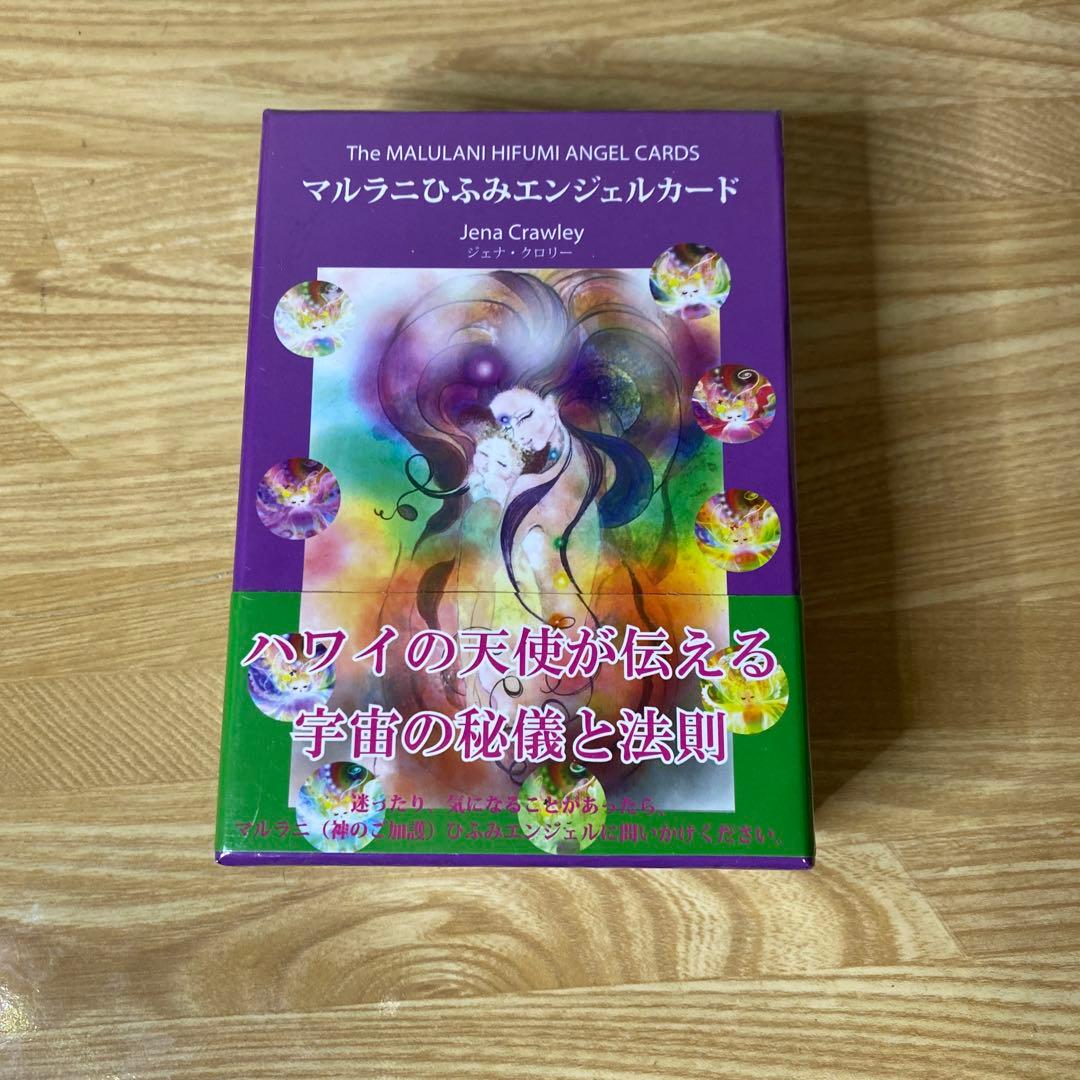 The MALULANI HIFUMI ANGEL CARDS
マルラニひふみエンジェルカード
Jena Crawley
ジェナ・クロリー
ハワイの天使が伝える
宇宙の秘儀と法則
迷ったり、気になることがあったら、
マルラニ（神のご加護）ひふみエンジェルに問いかけください。